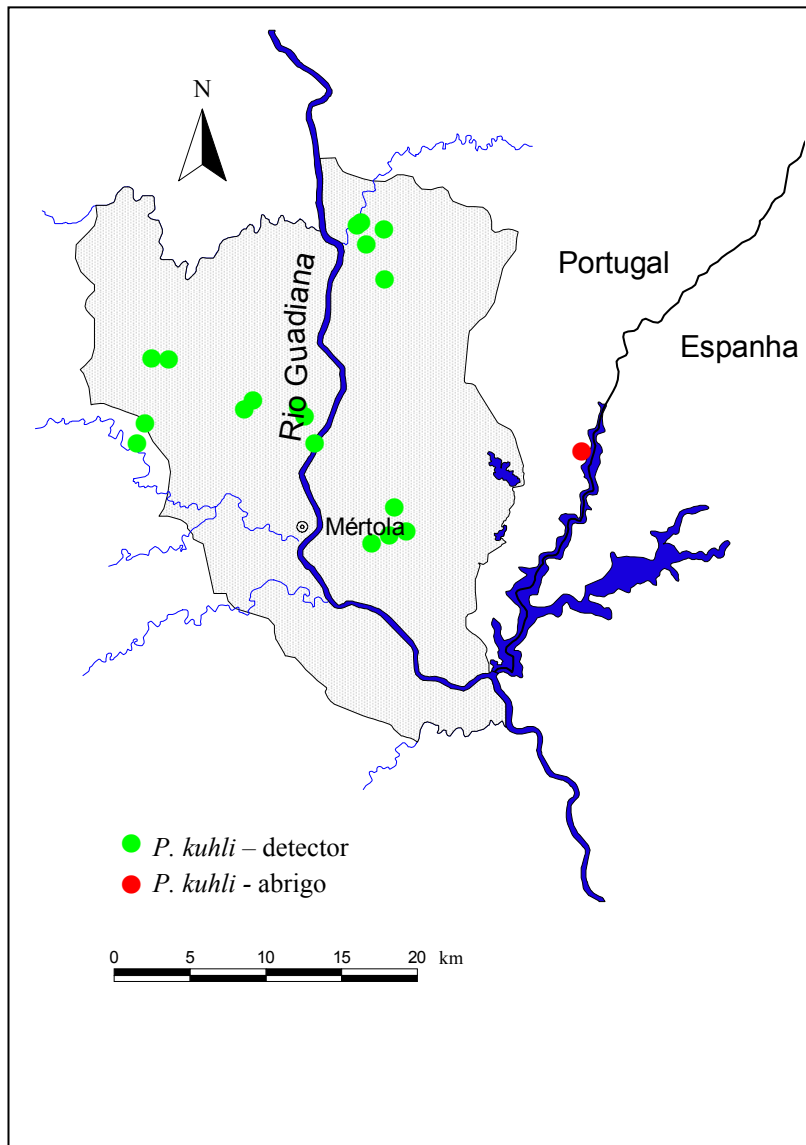 N
Portugal
Espanha
Rio Guadiana
Mértola
P. kuhli – detector
P. kuhli - abrigo
0 5 10 15 20 km